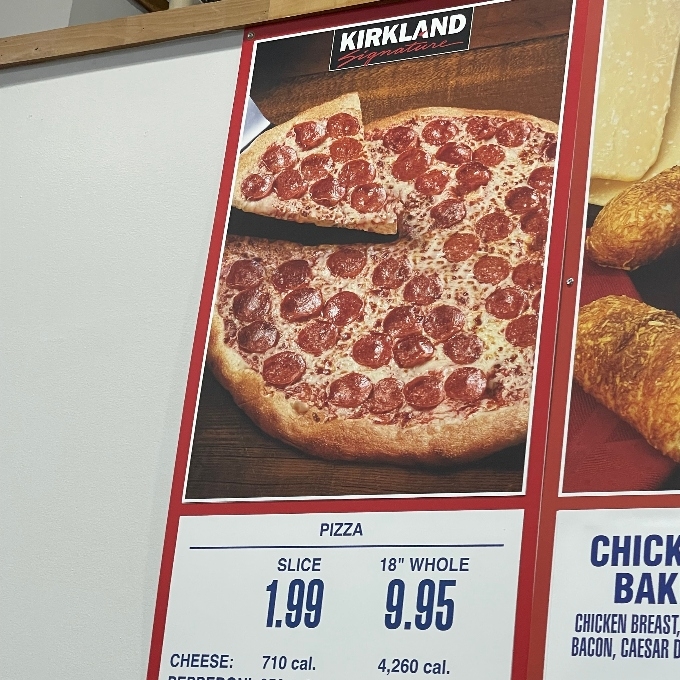 KIRKLAND
Signature
PIZZA
SLICE 18" WHOLE
1.99 9.95
CHEESE: 710 cal. 4,260 cal.
CHICK
BAK
CHICKEN BREAST,
BACON, CAESAR D